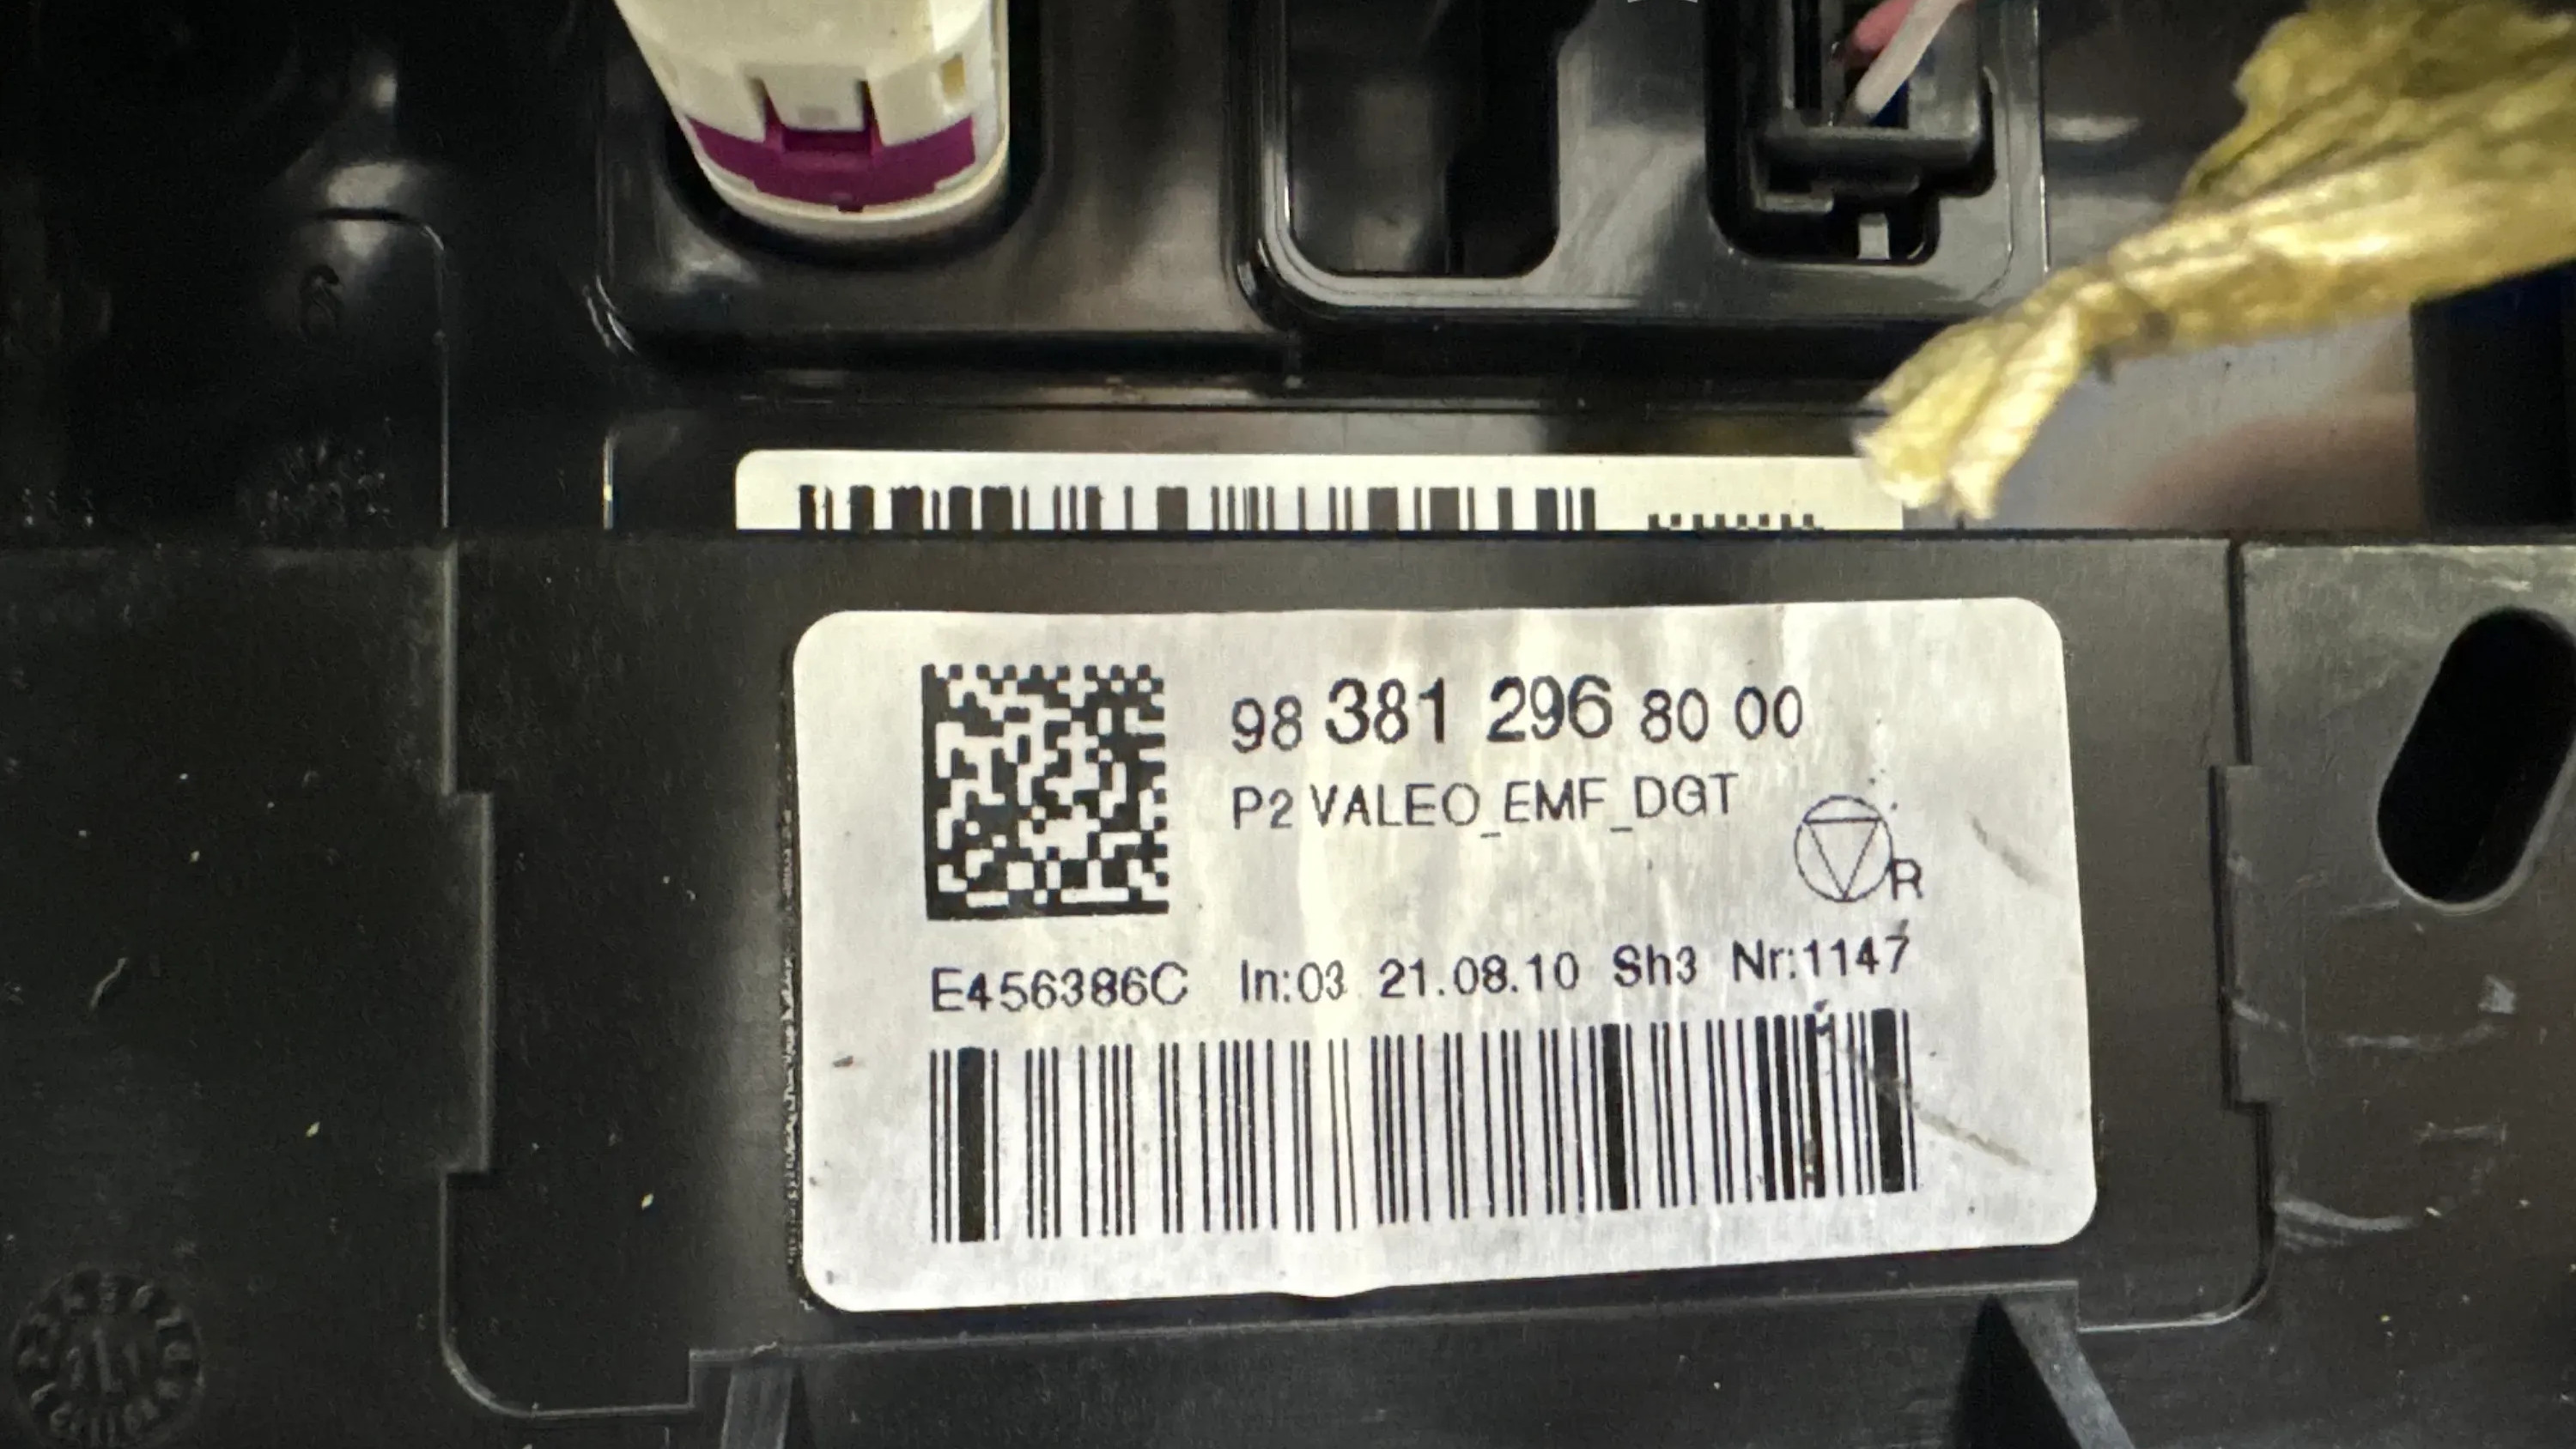 98 381 296 80 00
P2 VALEO_EMF_DGT
R
E456386C In:03 21.08.10 Sh3 Nr:1147